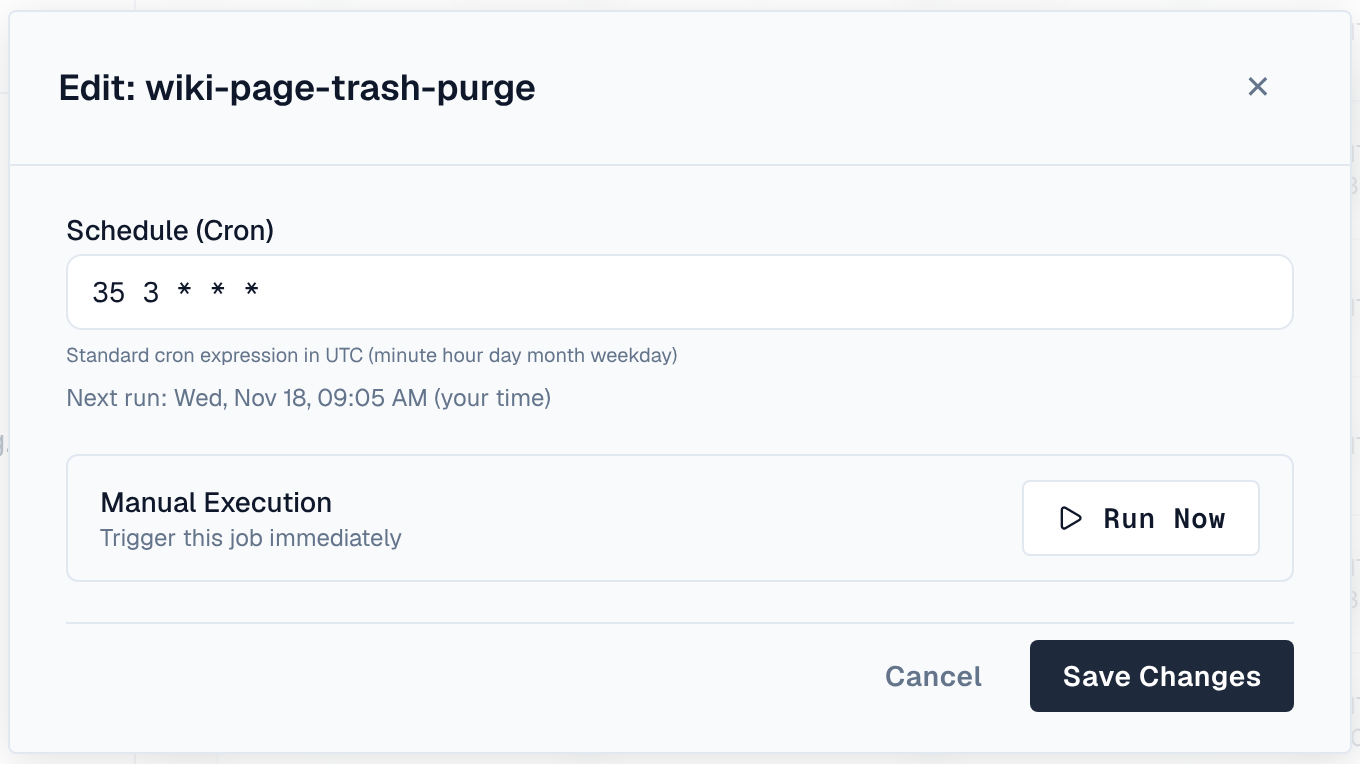 Edit: wiki-page-trash-purge
Schedule (Cron)
35 3 * * *
Standard cron expression in UTC (minute hour day month weekday)
Next run: Wed, Nov 18, 09:05 AM (your time)
Manual Execution
Trigger this job immediately
Run Now
Cancel
Save Changes